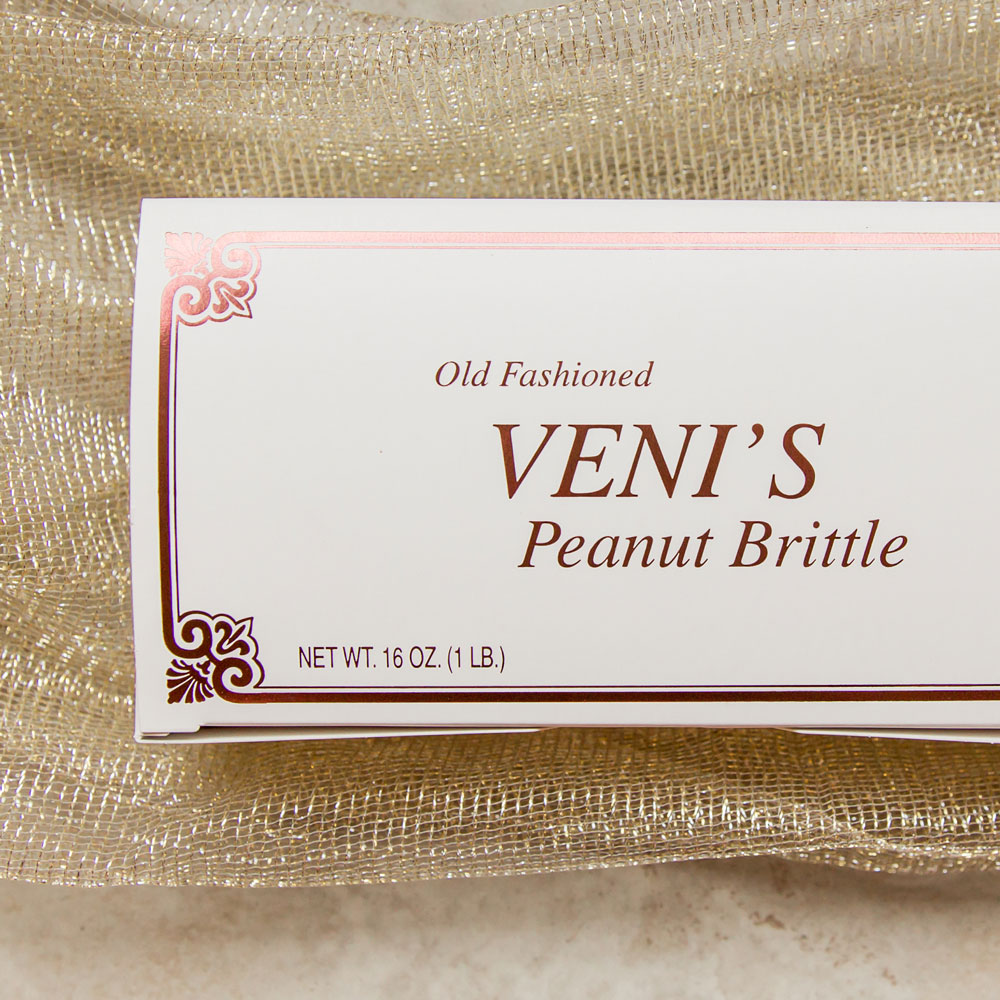 Old Fashioned
VENI’S
Peanut Brittle
NET WT. 16 OZ. (1 LB.)